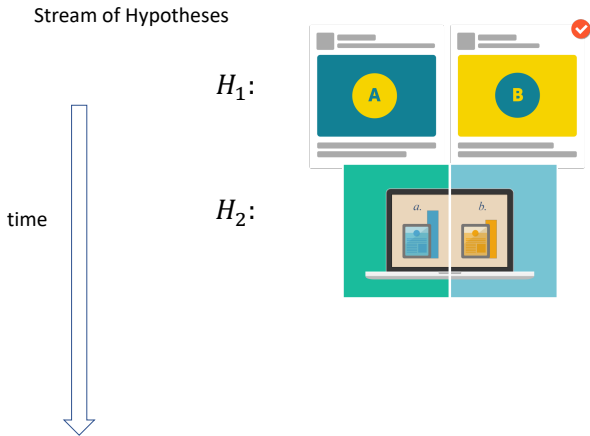 Stream of Hypotheses
H₁:
A
B
time
H₂:
a.
b.